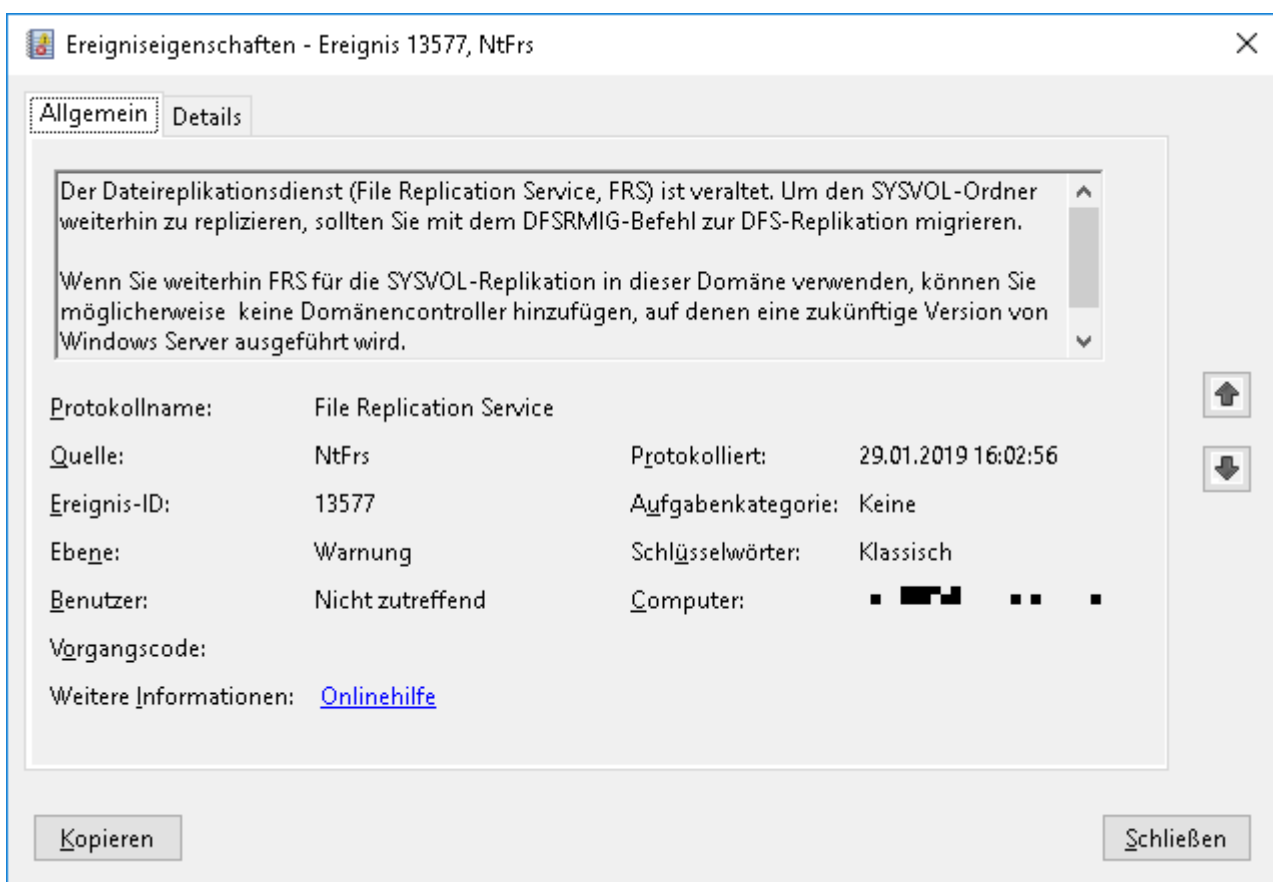 Ereigniseigenschaften - Ereignis 13577, NtFrs
Allgemein Details
Der Dateireplikationsdienst (File Replication Service, FRS) ist veraltet. Um den SYSVOL-Ordner
weiterhin zu replizieren, sollten Sie mit dem DFSRMIG-Befehl zur DFS-Replikation migrieren.
Wenn Sie weiterhin FRS für die SYSVOL-Replikation in dieser Domäne verwenden, können Sie
möglicherweise  keine Domänencontroller hinzufügen, auf denen eine zukünftige Version von
Windows Server ausgeführt wird.
Protokollname: File Replication Service
Quelle: NtFrs Protokolliert: 29.01.2019 16:02:56
Ereignis-ID: 13577 Aufgabenkategorie: Keine
Ebene: Warnung Schlüsselwörter: Klassisch
Benutzer: Nicht zutreffend Computer:
Vorgangscode:
Weitere Informationen: Onlinehilfe
Kopieren Schließen